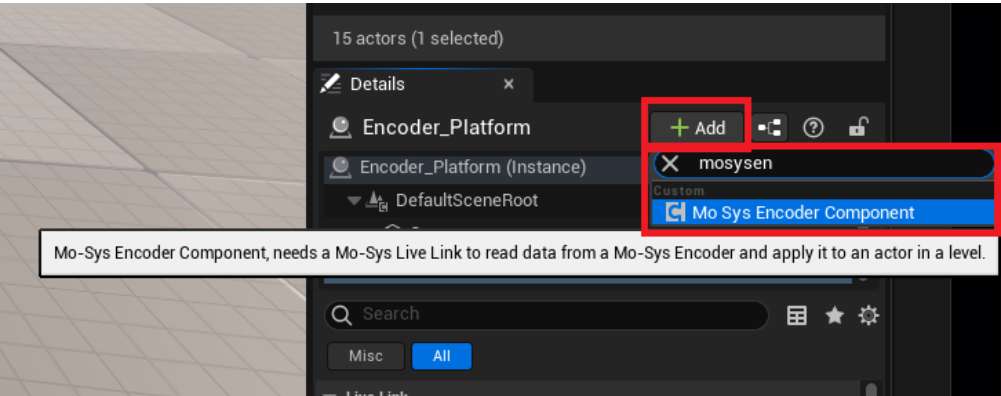 15 actors (1 selected)
Details
Encoder_Platform
+ Add
Encoder_Platform (Instance)
mosysen
Custom
DefaultSceneRoot
Mo Sys Encoder Component
Mo-Sys Encoder Component, needs a Mo-Sys Live Link to read data from a Mo-Sys Encoder and apply it to an actor in a level.
Search
Misc
All
Live Link